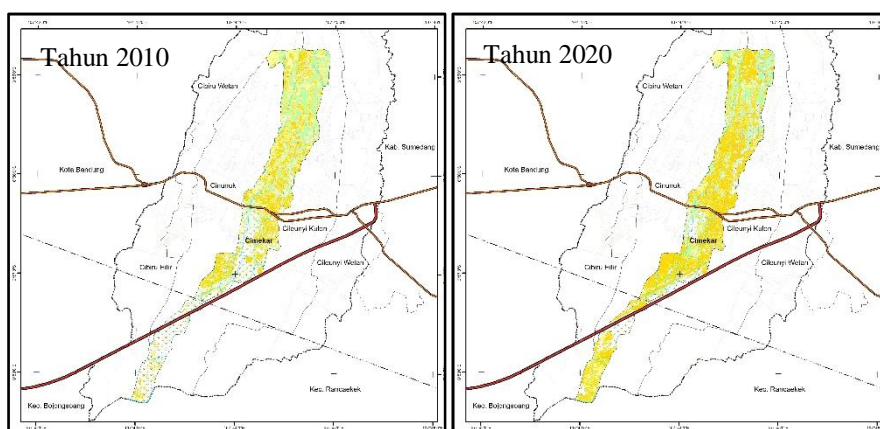 Tahun 2010
Cibiru Wetan
Kab. Sumedang
Kota Bandung
Cinunuk
Cileunyi Kulon
Cimekar
Cileunyi Wetan
Cibiru Hilir
Kec. Rancaekek
Kec. Bojongsoang
Tahun 2020
Cibiru Wetan
Kab. Sumedang
Kota Bandung
Cinunuk
Cileunyi Kulon
Cimekar
Cileunyi Wetan
Cibiru Hilir
Kec. Rancaekek
Kec. Bojongsoang